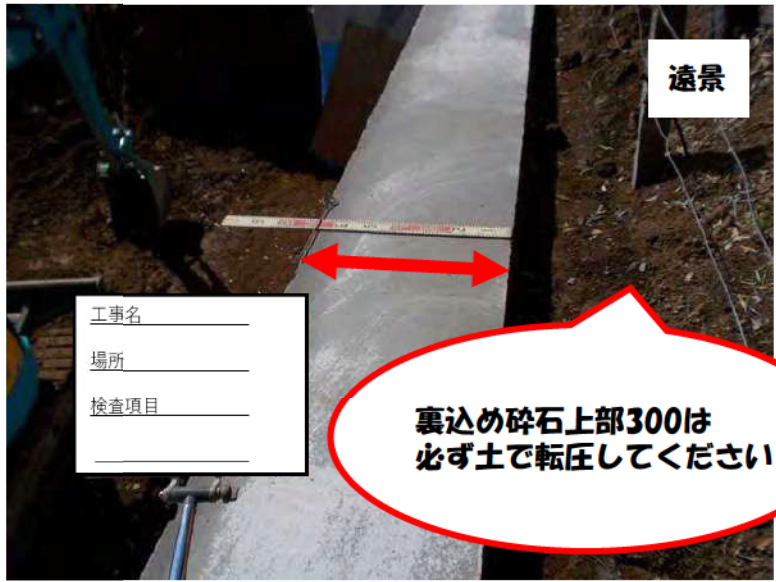 遠景
工事名
場所
検査項目
裏込め砕石上部300は
必ず土で転圧してください